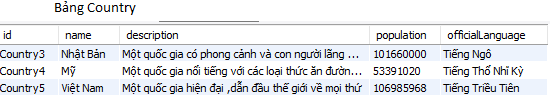 Bảng Country
id name description population officialLanguage
Country3 Nhật Bản Một quốc gia có phong cảnh và con người lãng ... 101660000 Tiếng Ngô
Country4 Mỹ Một quốc gia nổi tiếng với các loại thức ăn đườn... 53391020 Tiếng Thổ Nhĩ Kỳ
Country5 Việt Nam Một quốc gia hiện đại ,dẫn đầu thế giới về mọi thứ 106985968 Tiếng Triều Tiên